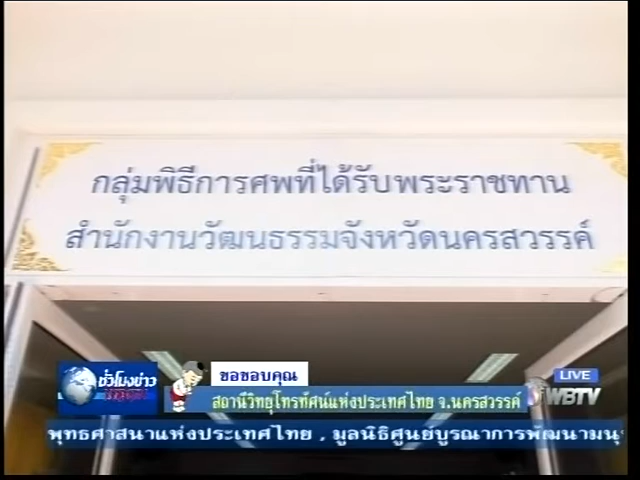 กลุ่มพิธีการศพที่ได้รับพระราชทาน
สำนักงานวัฒนธรรมจังหวัดนครสวรรค์
ชั่วโมงข่าว
ขอขอบคุณ
สถานีวิทยุโทรทัศน์แห่งประเทศไทย จ.นครสวรรค์
LIVE
WBTV
พุทธศาสนาแห่งประเทศไทย , มูลนิธิศูนย์บูรณาการพัฒนามนุ